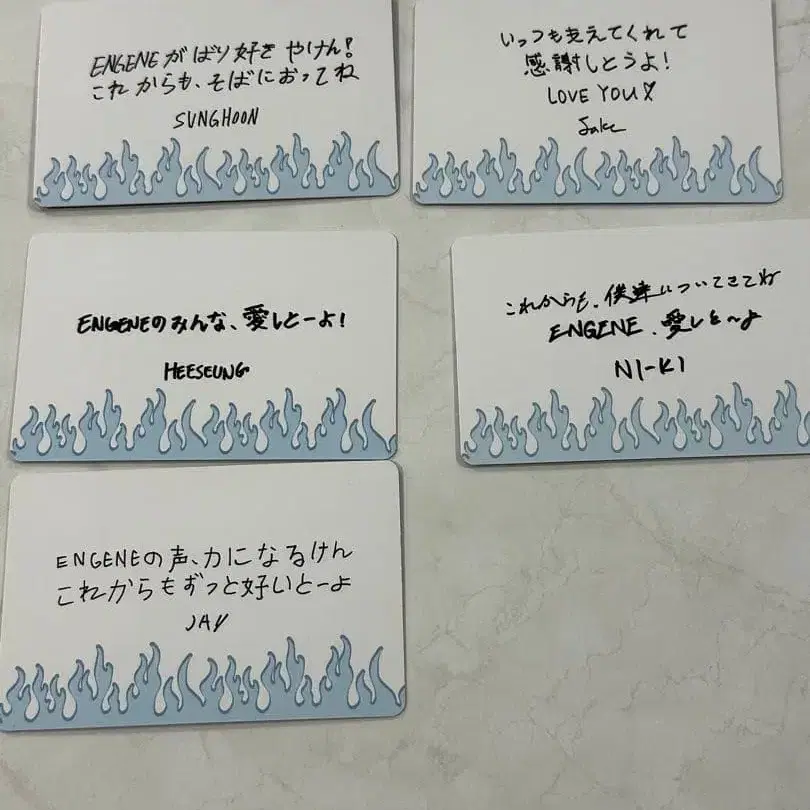 ENGENEがばり好きやけん!
これからも、そばにおってね
SUNGHOON
いっつも支えてくれて
感謝しとうよ!
LOVE YOU♡
Jake
ENGENEのみんな、愛しとーよ!
HEESEUNG
これからも、僕達についてきてね
ENGENE、愛しと〜よ
NI-KI
ENGENEの声、力になるけん
これからもずっと好いとーよ
JAY